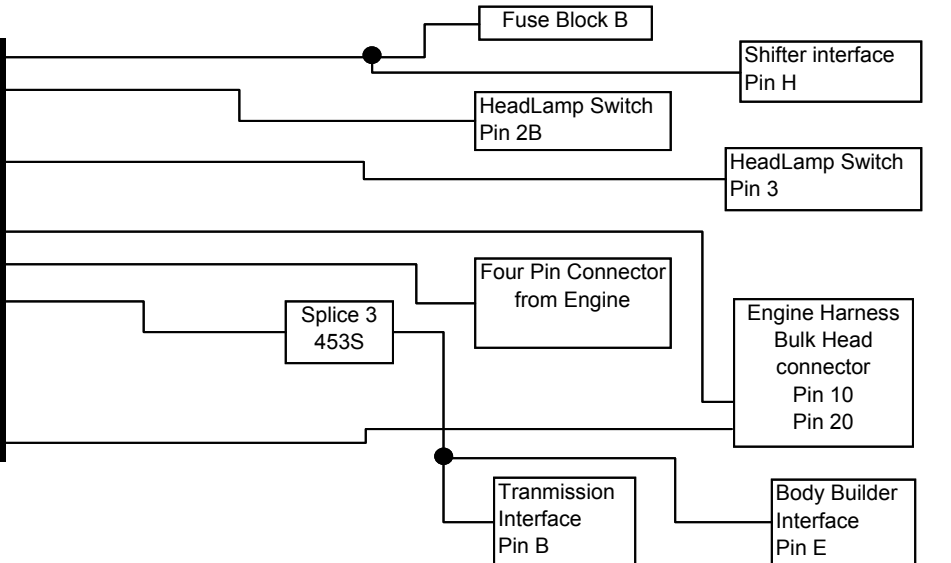 Fuse Block B
Shifter interface
Pin H
HeadLamp Switch
Pin 2B
HeadLamp Switch
Pin 3
Four Pin Connector
from Engine
Splice 3
453S
Engine Harness
Bulk Head
connector
Pin 10
Pin 20
Tranmission
Interface
Pin B
Body Builder
Interface
Pin E